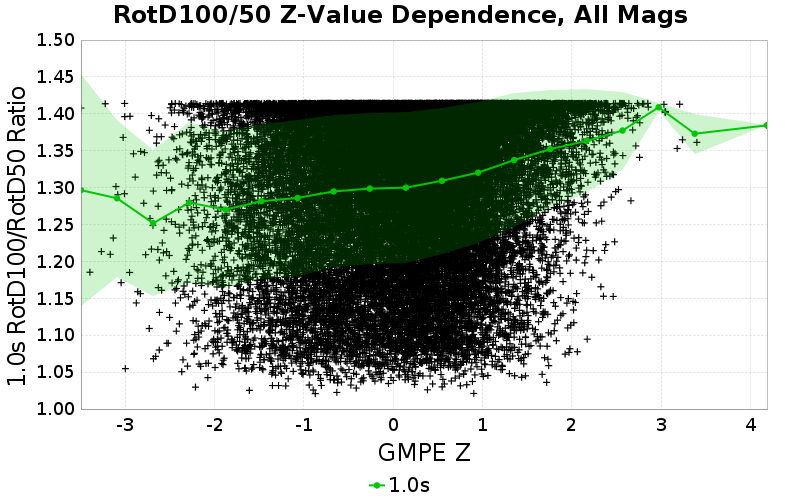 RotD100/50 Z-Value Dependence, All Mags
1.0s RotD100/RotD50 Ratio
1.50
1.45
1.40
1.35
1.30
1.25
1.20
1.15
1.10
1.05
1.00
-3 -2 -1 0 1 2 3 4
GMPE Z
1.0s